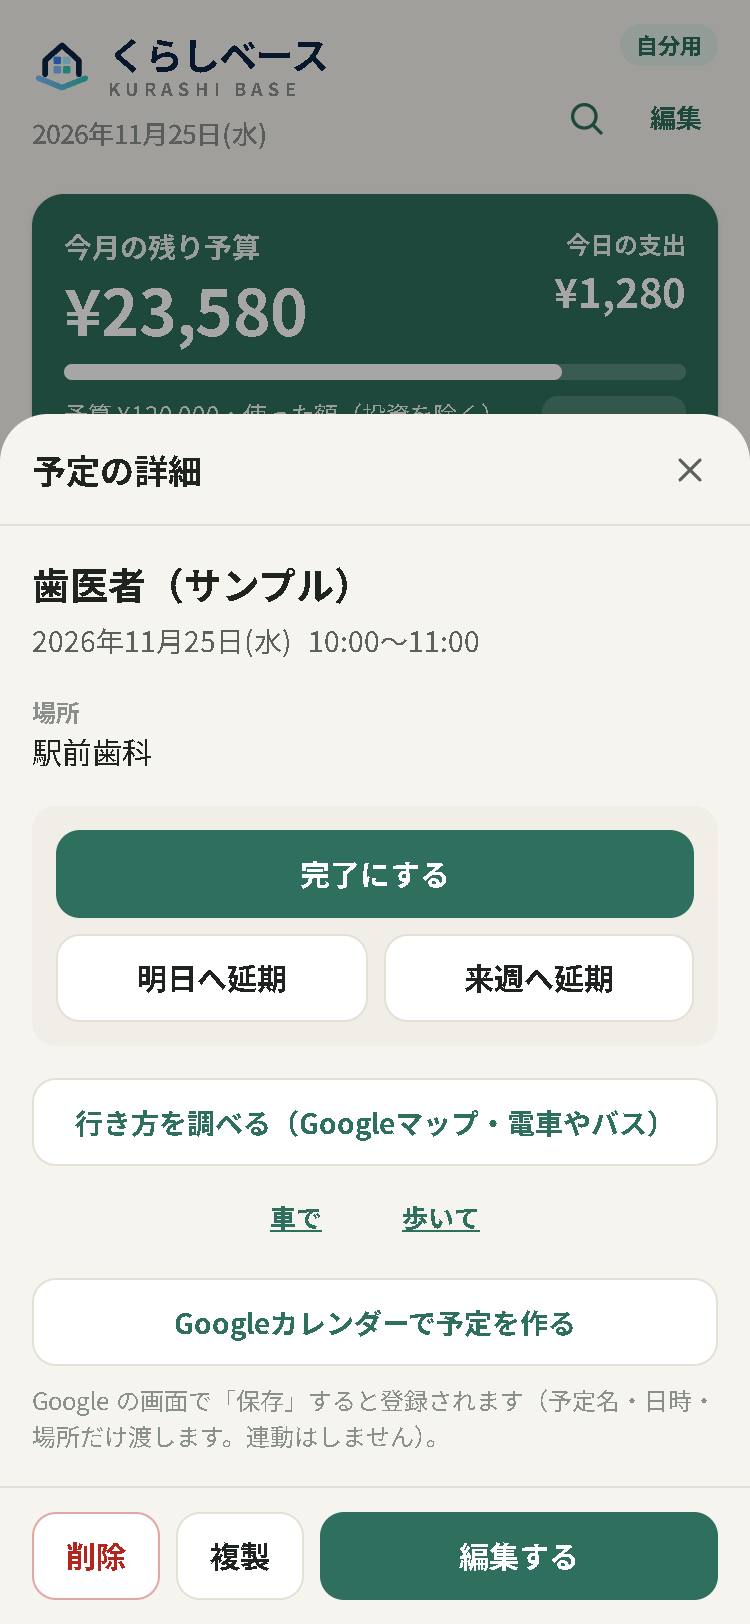 くらしベース
KURASHI BASE
自分用
2026年11月25日(水)
編集
今月の残り予算
今日の支出
¥23,580
¥1,280
予定の詳細
歯医者（サンプル）
2026年11月25日(水) 10:00〜11:00
場所
駅前歯科
完了にする
明日へ延期
来週へ延期
行き方を調べる（Googleマップ・電車やバス）
車で
歩いて
Googleカレンダーで予定を作る
Google の画面で「保存」すると登録されます（予定名・日時・
場所だけ渡します。連動はしません）。
削除
複製
編集する